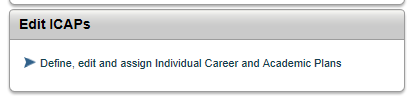 Edit ICAPs
Define, edit and assign Individual Career and Academic Plans